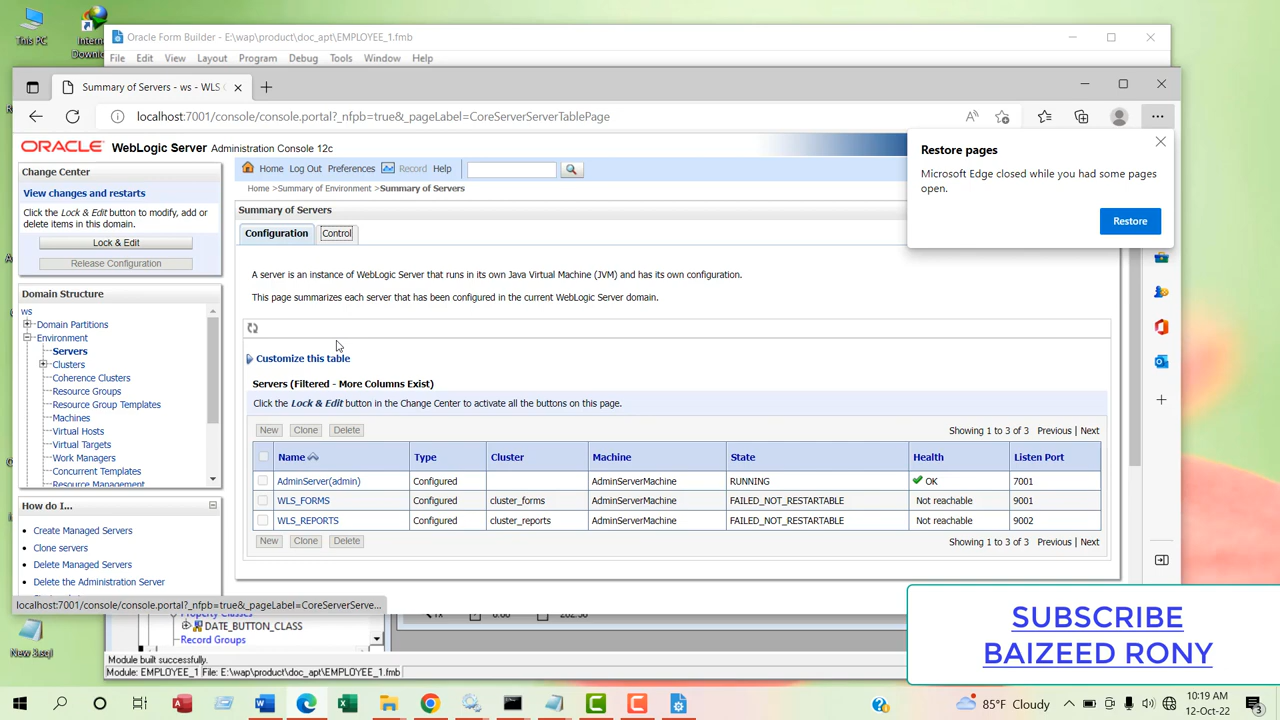 This PC
Internet
Downlo...
Oracle Form Builder - E:\wap\product\doc_apt\EMPLOYEE_1.fmb
File Edit View Layout Program Debug Tools Window Help
Summary of Servers - ws - WLS C
localhost:7001/console/console.portal?_nfpb=true&_pageLabel=CoreServerServerTablePage
ORACLE WebLogic Server Administration Console 12c
Restore pages
Microsoft Edge closed while you had some pages
open.
Restore
Change Center
View changes and restarts
Click the Lock & Edit button to modify, add or
delete items in this domain.
Lock & Edit
Release Configuration
Home Log Out Preferences Record Help
Home >Summary of Environment >Summary of Servers
Summary of Servers
Configuration Control
A server is an instance of WebLogic Server that runs in its own Java Virtual Machine (JVM) and has its own configuration.
This page summarizes each server that has been configured in the current WebLogic Server domain.
Domain Structure
ws
Domain Partitions
Environment
Servers
Clusters
Coherence Clusters
Resource Groups
Resource Group Templates
Machines
Virtual Hosts
Virtual Targets
Work Managers
Concurrent Templates
Resource Management
Customize this table
Servers (Filtered - More Columns Exist)
Click the Lock & Edit button in the Change Center to activate all the buttons on this page.
New Clone Delete Showing 1 to 3 of 3 Previous | Next
Name Type Cluster Machine State Health Listen Port
AdminServer(admin) Configured AdminServerMachine RUNNING OK 7001
WLS_FORMS Configured cluster_forms AdminServerMachine FAILED_NOT_RESTARTABLE Not reachable 9001
WLS_REPORTS Configured cluster_reports AdminServerMachine FAILED_NOT_RESTARTABLE Not reachable 9002
New Clone Delete Showing 1 to 3 of 3 Previous | Next
How do I...
Create Managed Servers
Clone servers
Delete Managed Servers
Delete the Administration Server
localhost:7001/console/console.portal?_nfpb=true&_pageLabel=CoreServerServe...
DATE_BUTTON_CLASS
Record Groups
New 2.sql
Module built successfully.
Module: EMPLOYEE_1 File: E:\wap\product\doc_apt\EMPLOYEE_1.fmb
SUBSCRIBE
BAIZEED RONY
85°F Cloudy
10:19 AM
12-Oct-22
3